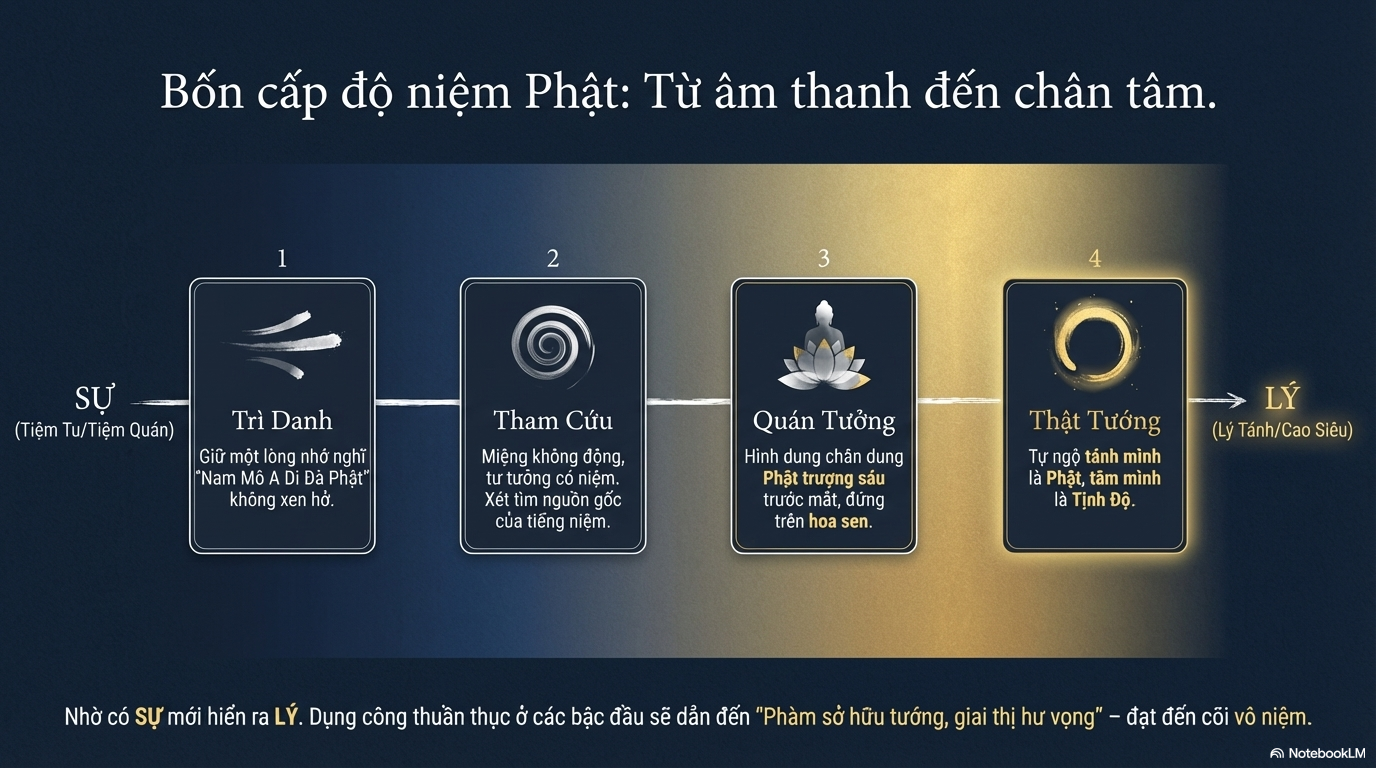 Bốn cấp độ niệm Phật: Từ âm thanh đến chân tâm.
1
2
3
4
SỰ
(Tiệm Tu/Tiệm Quán)
Trì Danh
Giữ một lòng nhớ nghĩ
"Nam Mô A Di Đà Phật"
không xen hở.
Tham Cứu
Miệng không động,
tư tưởng có niệm.
Xét tìm nguồn gốc
của tiếng niệm.
Quán Tưởng
Hình dung chân dung
Phật trượng sáu
trước mắt, đứng
trên hoa sen.
Thật Tướng
Tự ngộ tánh mình
là Phật, tâm mình
là Tịnh Độ.
LÝ
(Lý Tánh/Cao Siêu)
Nhờ có SỰ mới hiển ra LÝ. Dụng công thuần thục ở các bậc đầu sẽ dẫn đến "Phàm sở hữu tướng, giai thị hư vọng" – đạt đến cõi vô niệm.
NotebookLM